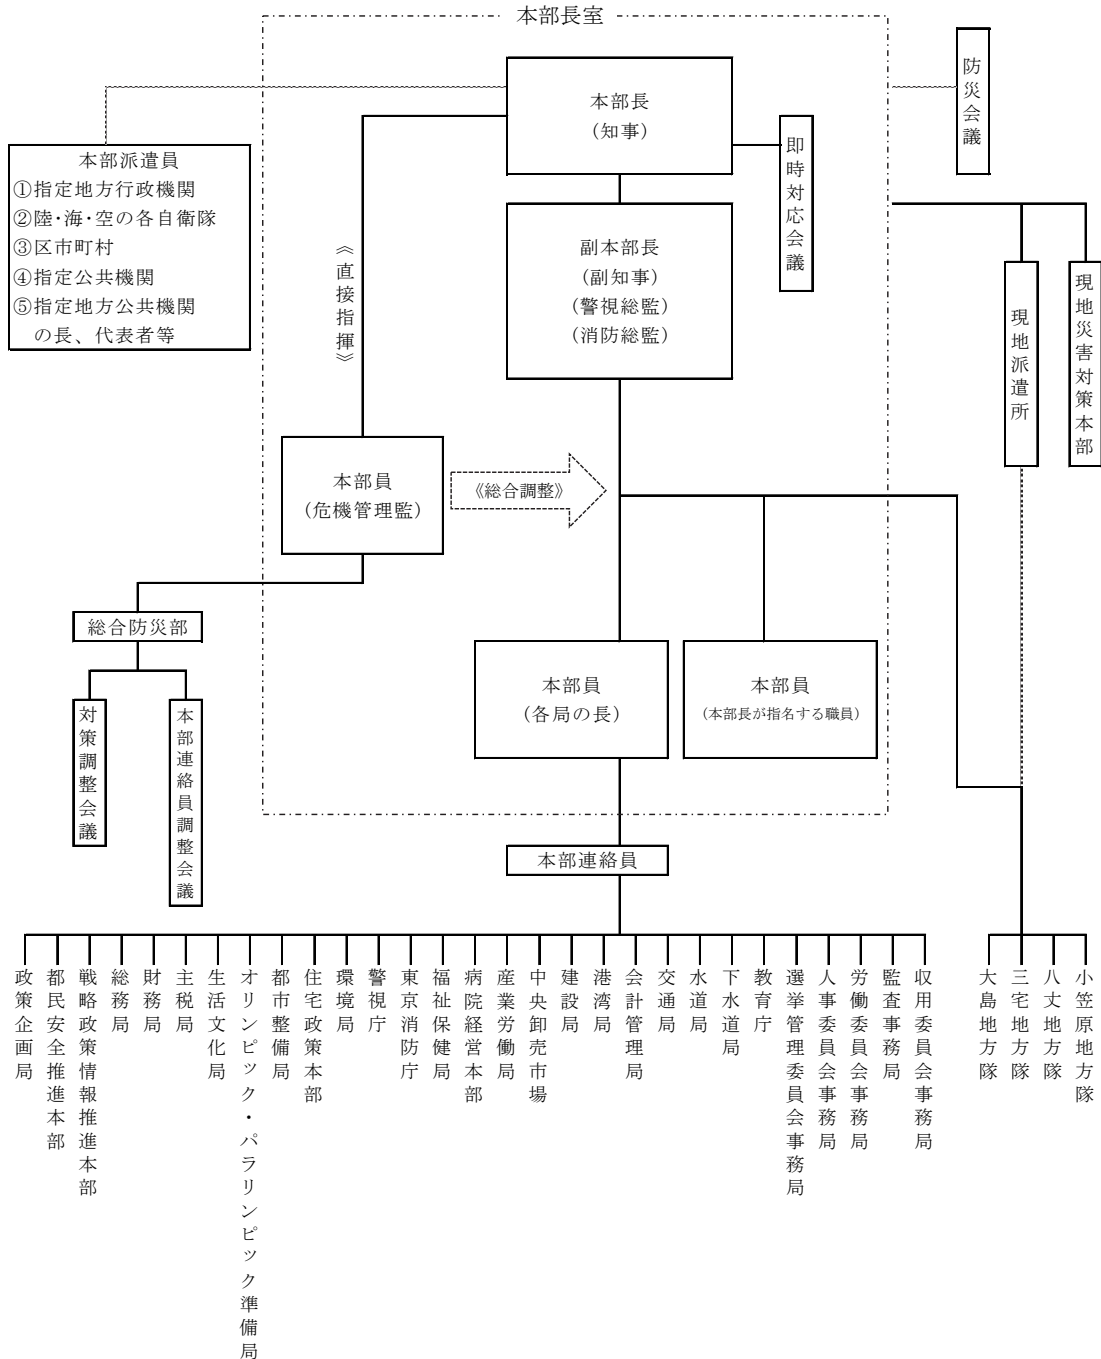 本部長室
防災会議
本部長
(知事)
即時対応会議
本部派遣員
①指定地方行政機関
②陸・海・空の各自衛隊
③区市町村
④指定公共機関
⑤指定地方公共機関
の長、代表者等
《直接指揮》
副本部長
(副知事)
(警視総監)
(消防総監)
現地派遣所
現地災害対策本部
本部員
(危機管理監)
《総合調整》
総合防災部
対策調整会議
本部連絡員調整会議
本部員
(各局の長)
本部員
(本部長が指名する職員)
本部連絡員
政策企画局
都民安全推進本部
戦略政策情報推進本部
総務局
財務局
主税局
生活文化局
オリンピック・パラリンピック準備局
都市整備局
住宅政策本部
環境局
警視庁
東京消防庁
福祉保健局
病院経営本部
産業労働局
中央卸売市場
建設局
港湾局
会計管理局
交通局
水道局
下水道局
教育庁
選挙管理委員会事務局
人事委員会事務局
労働委員会事務局
監査事務局
収用委員会事務局
大島地方隊
三宅地方隊
八丈地方隊
小笠原地方隊